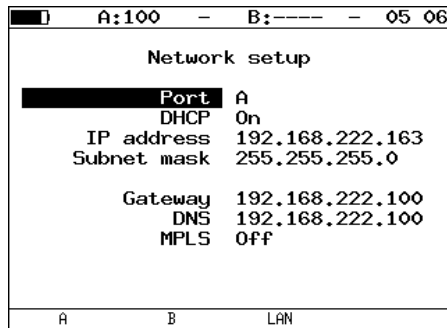 A:100 – B:---- – 05 06
Network setup
Port A
DHCP On
IP address 192.168.222.163
Subnet mask 255.255.255.0
Gateway 192.168.222.100
DNS 192.168.222.100
MPLS Off
A B LAN